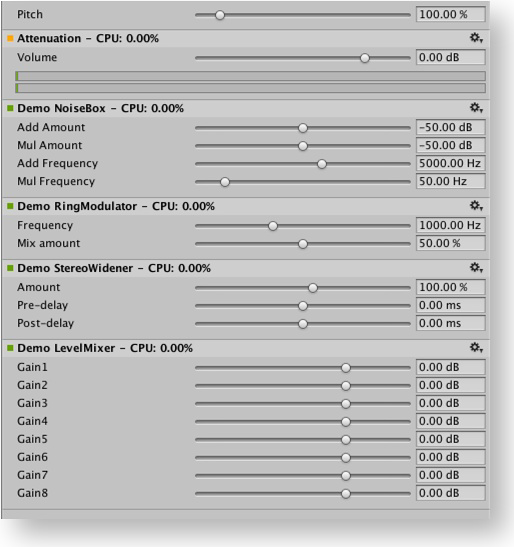 Pitch 100.00 %
Attenuation – CPU: 0.00%
Volume 0.00 dB
Demo NoiseBox – CPU: 0.00%
Add Amount -50.00 dB
Mul Amount -50.00 dB
Add Frequency 5000.00 Hz
Mul Frequency 50.00 Hz
Demo RingModulator – CPU: 0.00%
Frequency 1000.00 Hz
Mix amount 50.00 %
Demo StereoWidener – CPU: 0.00%
Amount 100.00 %
Pre-delay 0.00 ms
Post-delay 0.00 ms
Demo LevelMixer – CPU: 0.00%
Gain1 0.00 dB
Gain2 0.00 dB
Gain3 0.00 dB
Gain4 0.00 dB
Gain5 0.00 dB
Gain6 0.00 dB
Gain7 0.00 dB
Gain8 0.00 dB